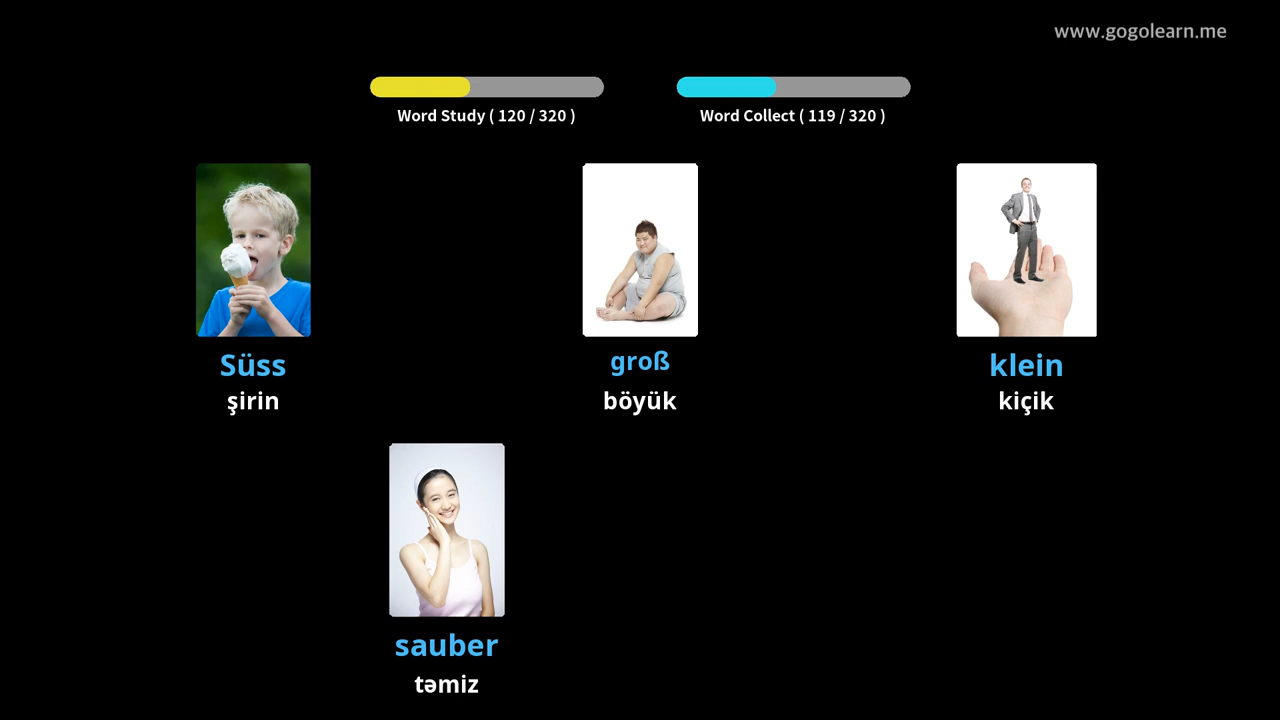 www.gogolearn.me
Word Study ( 120 / 320 )
Word Collect ( 119 / 320 )
Süss
şirin
groß
böyük
klein
kiçik
sauber
təmiz